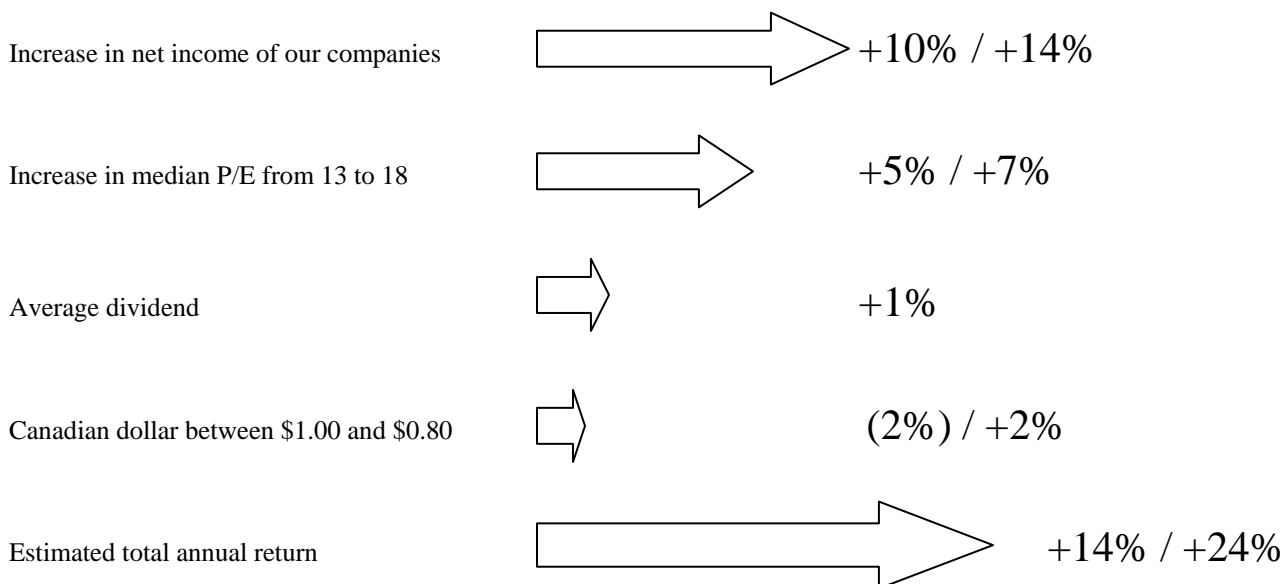 Increase in net income of our companies +10% / +14%
Increase in median P/E from 13 to 18 +5% / +7%
Average dividend +1%
Canadian dollar between $1.00 and $0.80 (2%) / +2%
Estimated total annual return +14% / +24%